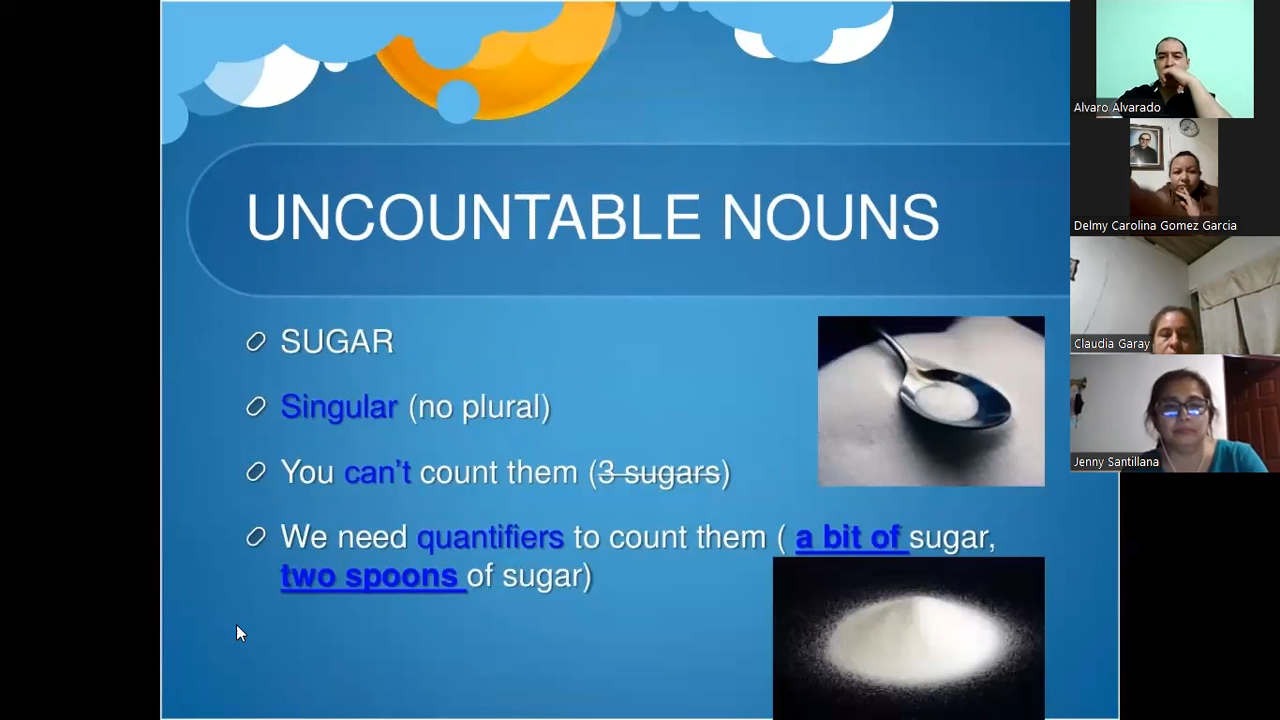 UNCOUNTABLE NOUNS
SUGAR
Singular (no plural)
You can't count them (3 sugars)
We need quantifiers to count them ( a bit of sugar,
two spoons of sugar)
Alvaro Alvarado
Delmy Carolina Gomez Garcia
Claudia Garay
Jenny Santillana